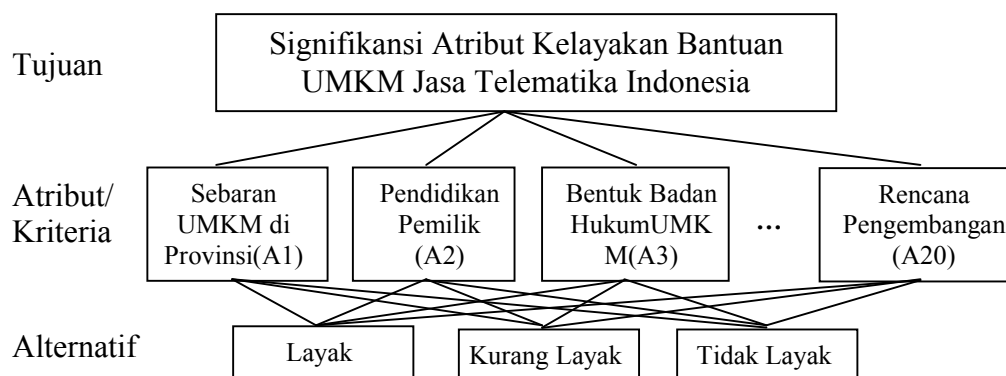 Tujuan
Signifikansi Atribut Kelayakan Bantuan
UMKM Jasa Telematika Indonesia
Atribut/
Kriteria
Sebaran
UMKM di
Provinsi(A1)
Pendidikan
Pemilik
(A2)
Bentuk Badan
HukumUMK
M(A3)
...
Rencana
Pengembangan
(A20)
Alternatif
Layak
Kurang Layak
Tidak Layak